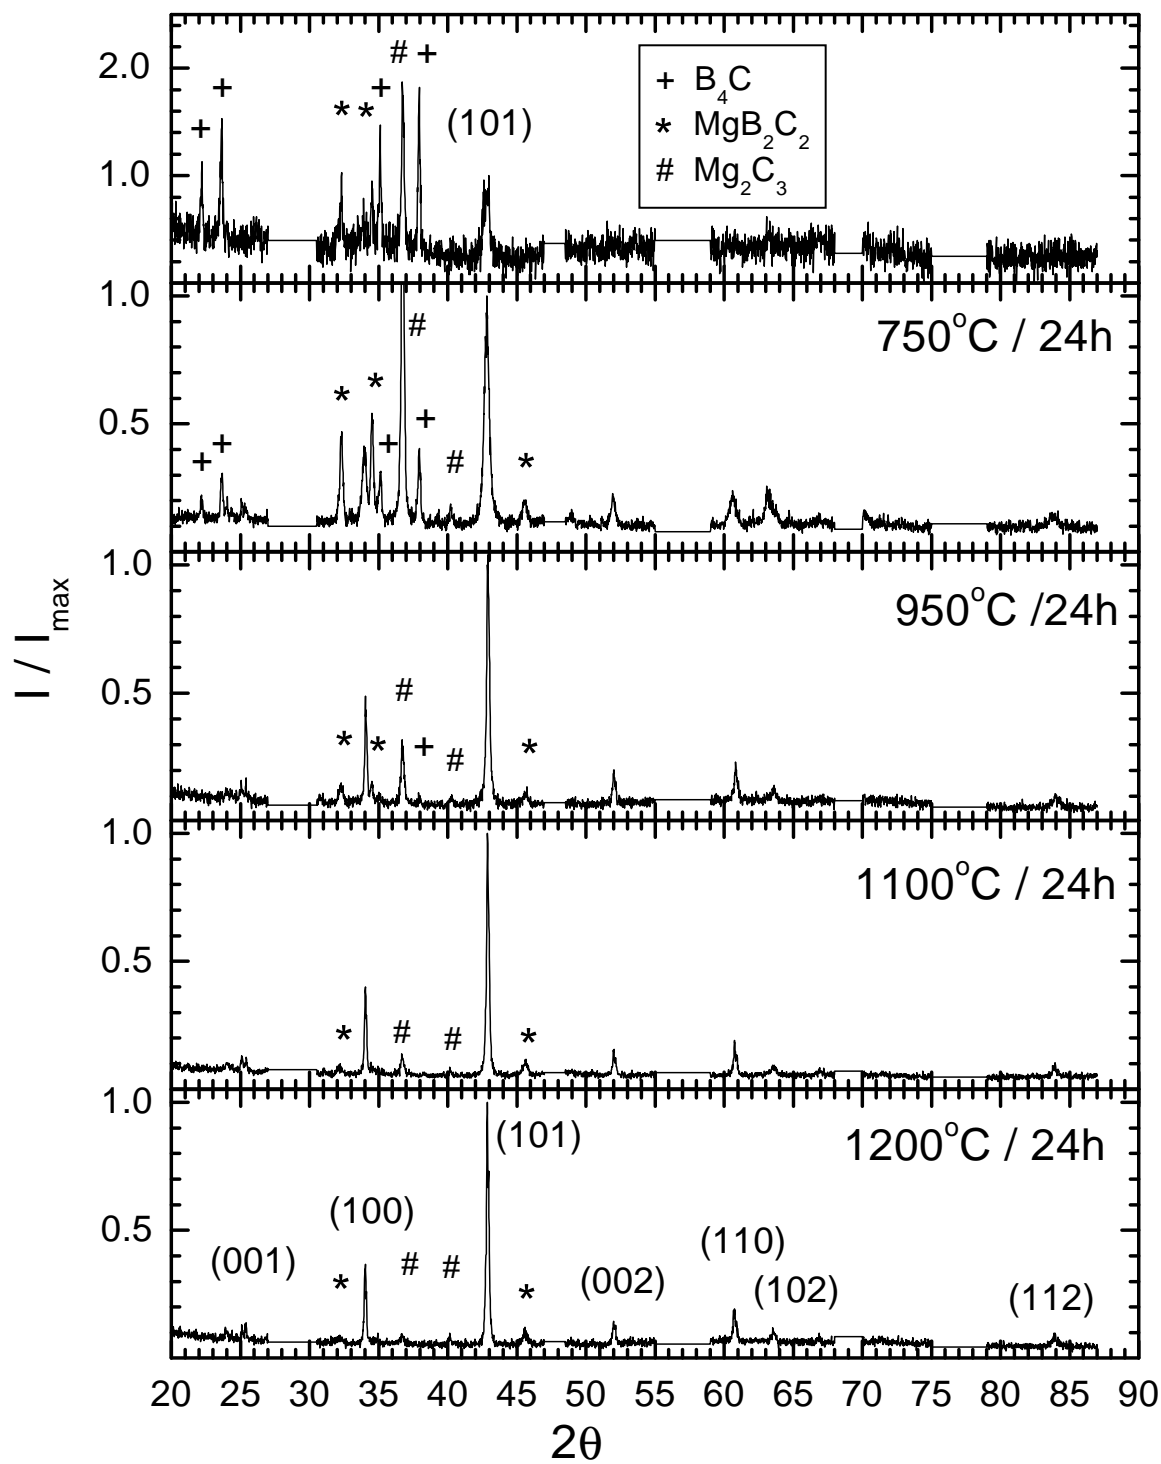 # +
2.0
+ * * +
+ (101)
1.0
+ B4C
* MgB2C2
# Mg2C3
1.0
# 750°C / 24h
* *
0.5
+ + + +
# *
I / Imax
1.0
950°C /24h
0.5
#
* * + # *
1.0
1100°C / 24h
0.5
* # # *
1.0
(101) 1200°C / 24h
0.5
(100)
(001) * # # *
(002) (110)
(102) (112)
20 25 30 35 40 45 50 55 60 65 70 75 80 85 90
2θ